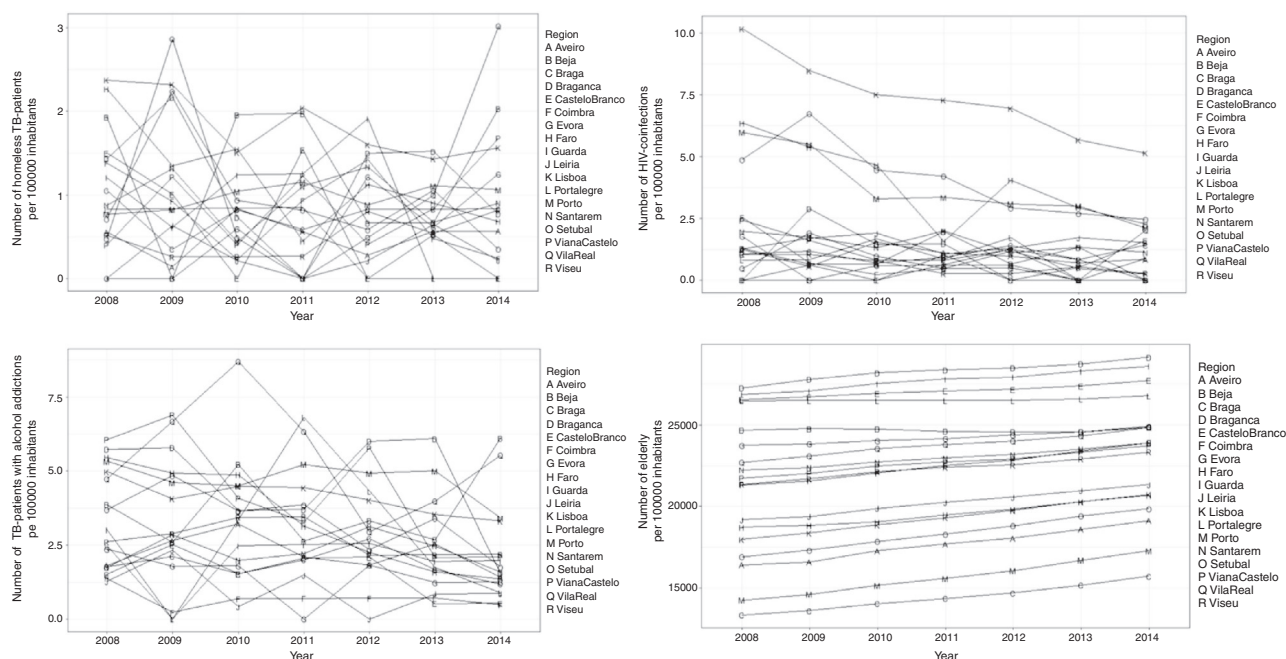 Number of homeless TB-patients
per 100000 inhabitants
3
2
1
0
2008 2009 2010 2011 2012 2013 2014
Year
Region
A Aveiro
B Beja
C Braga
D Braganca
E CasteloBranco
F Coimbra
G Evora
H Faro
I Guarda
J Leiria
K Lisboa
L Portalegre
M Porto
N Santarem
O Setubal
P VianaCastelo
Q VilaReal
R Viseu
Number of HIV-confections
per 100000 inhabitants
10.0
7.5
5.0
2.5
0.0
2008 2009 2010 2011 2012 2013 2014
Year
Region
A Aveiro
B Beja
C Braga
D Braganca
E CasteloBranco
F Coimbra
G Evora
H Faro
I Guarda
J Leiria
K Lisboa
L Portalegre
M Porto
N Santarem
O Setubal
P VianaCastelo
Q VilaReal
R Viseu
Number of TB-patients with alcohol addictions
pe 100000 inhabitants
7.5
5.0
2.5
0.0
2008 2009 2010 2011 2012 2013 2014
Year
Region
A Aveiro
B Beja
C Braga
D Braganca
E CasteloBranco
F Coimbra
G Evora
H Faro
I Guarda
J Leiria
K Lisboa
L Portalegre
M Porto
N Santarem
O Setubal
P VianaCastelo
Q VilaReal
R Viseu
Number of elderly
per 100000 inhabitants
25000
20000
15000
2008 2009 2010 2011 2012 2013 2014
Year
Region
A Aveiro
B Beja
C Braga
D Braganca
E CasteloBranco
F Coimbra
G Evora
H Faro
I Guarda
J Leiria
K Lisboa
L Portalegre
M Porto
N Santarem
O Setubal
P VianaCastelo
Q VilaReal
R Viseu